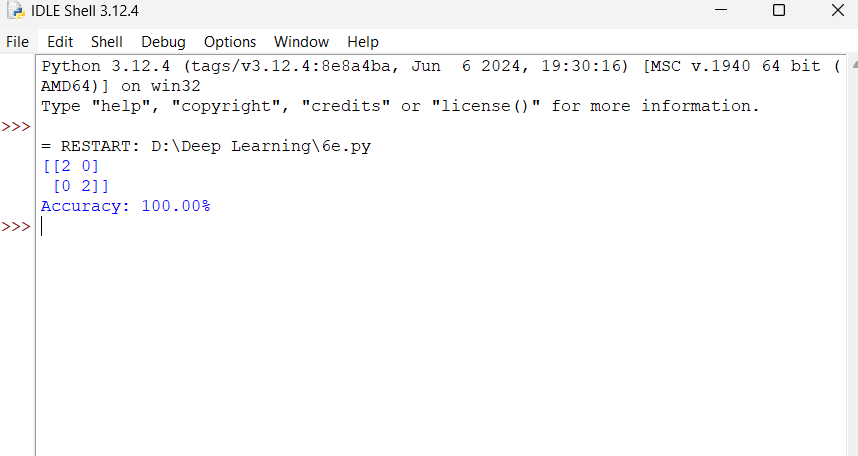 IDLE Shell 3.12.4
File Edit Shell Debug Options Window Help
Python 3.12.4 (tags/v3.12.4:8e8a4ba, Jun  6 2024, 19:30:16) [MSC v.1940 64 bit (
AMD64)] on win32
Type "help", "copyright", "credits" or "license()" for more information.
>>>
= RESTART: D:\Deep Learning\6e.py
[[2 0]
 [0 2]]
Accuracy: 100.00%
>>>